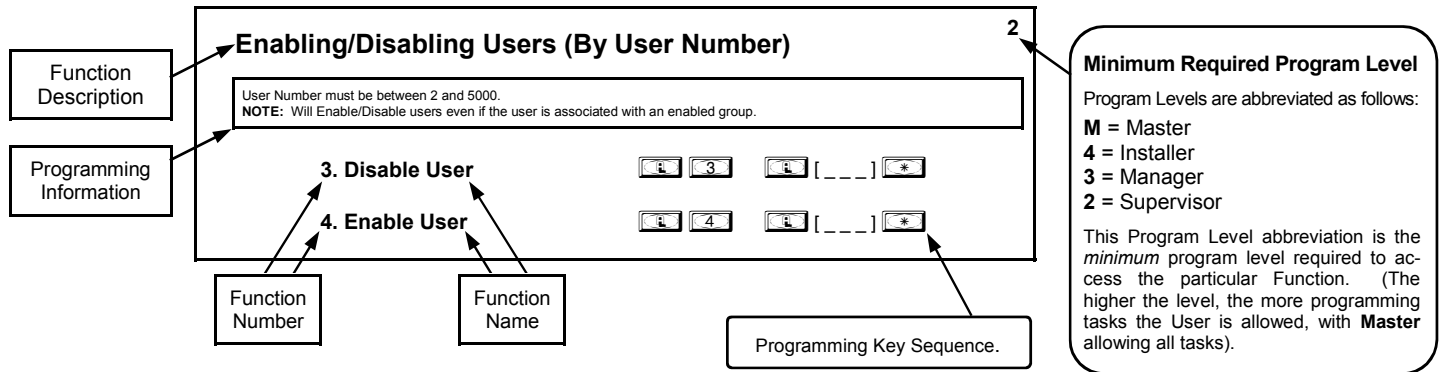 Enabling/Disabling Users (By User Number)
2
User Number must be between 2 and 5000.
NOTE: Will Enable/Disable users even if the user is associated with an enabled group.
3. Disable User
3
[ _ _ _ ]
*
4. Enable User
4
[ _ _ _ ]
*
Function
Description
Programming
Information
Function
Number
Function
Name
Programming Key Sequence.
Minimum Required Program Level
Program Levels are abbreviated as follows:
M = Master
4 = Installer
3 = Manager
2 = Supervisor
This Program Level abbreviation is the
minimum program level required to ac-
cess the particular Function. (The
higher the level, the more programming
tasks the User is allowed, with Master
allowing all tasks).